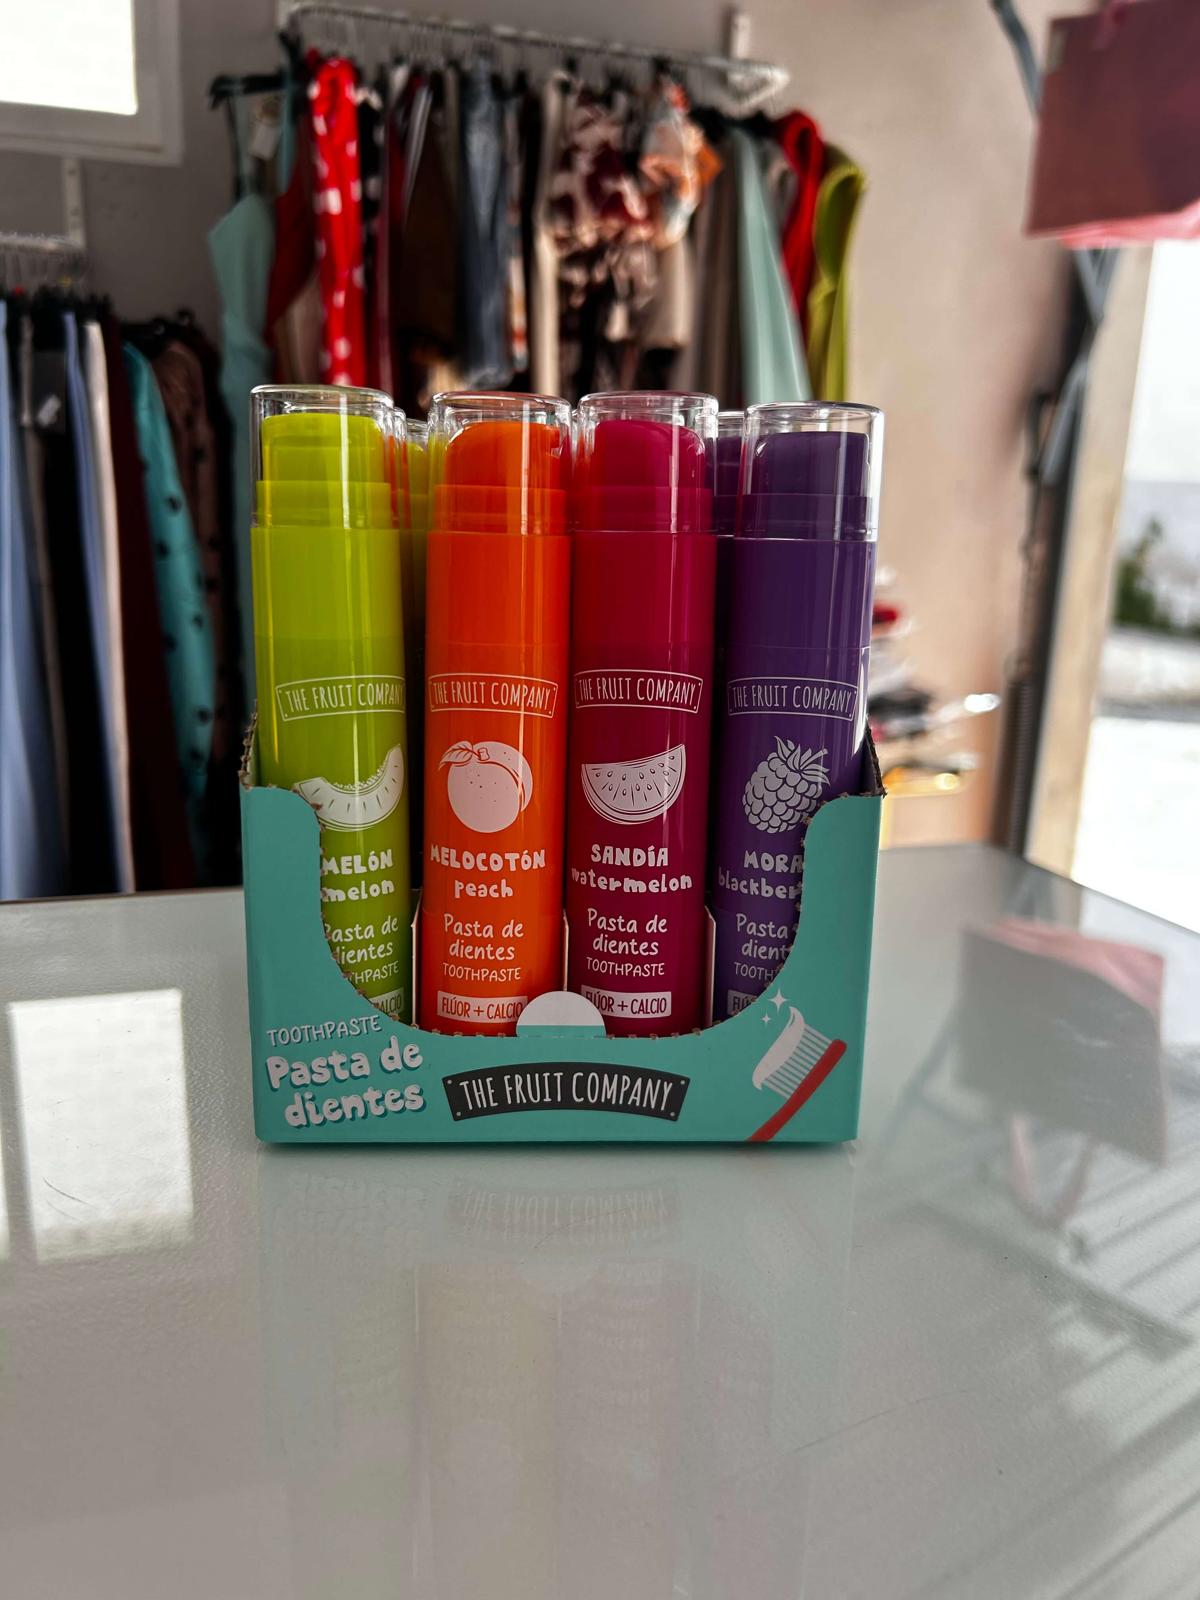 THE FRUIT COMPANY
MELÓN
melon
Pasta de
dientes
THE FRUIT COMPANY
MELOCOTÓN
peach
Pasta de
dientes
TOOTHPASTE
FLÚOR + CALCIO
THE FRUIT COMPANY
SANDÍA
watermelon
Pasta de
dientes
TOOTHPASTE
FLÚOR + CALCIO
THE FRUIT COMPANY
MORA
Pasta
TOOTHPASTE
Pasta de
dientes
THE FRUIT COMPANY